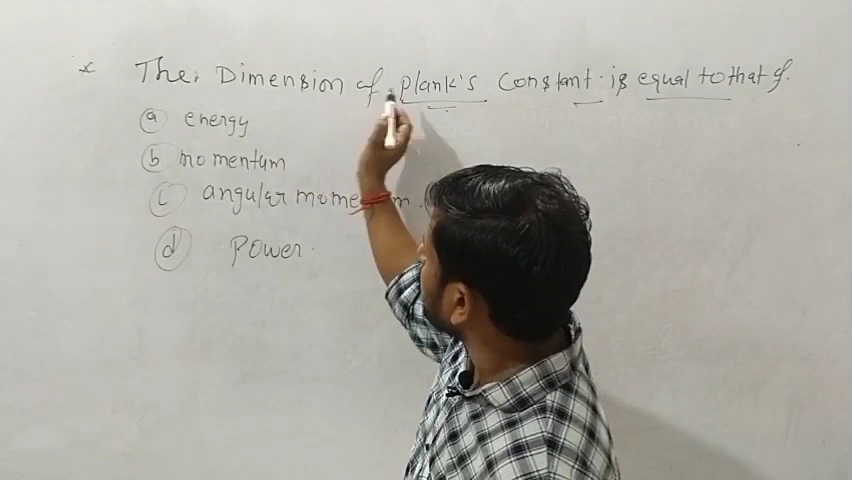 * The. Dimension of plank's constant is equal to that of.
(a) energy
(b) momentum
(c) angular momentum.
(d) Power.